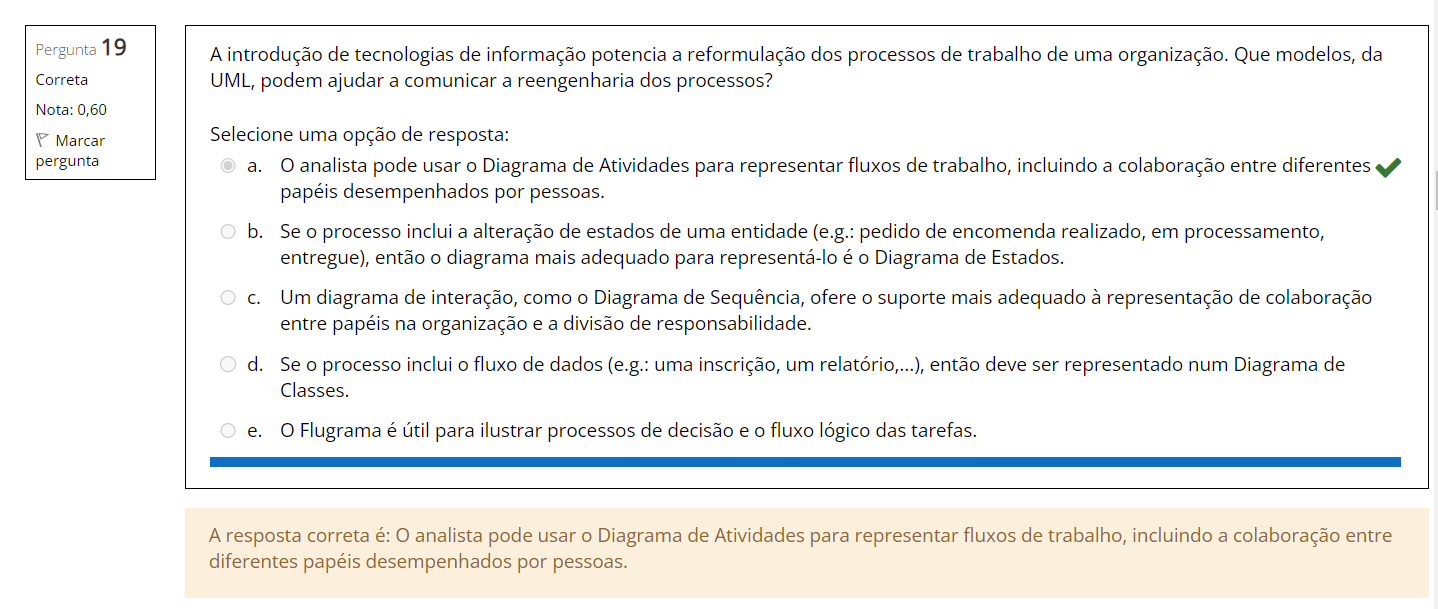 Pergunta 19
Correta
Nota: 0,60
Marcar
pergunta
A introdução de tecnologias de informação potencia a reformulação dos processos de trabalho de uma organização. Que modelos, da
UML, podem ajudar a comunicar a reengenharia dos processos?
Selecione uma opção de resposta:
a. O analista pode usar o Diagrama de Atividades para representar fluxos de trabalho, incluindo a colaboração entre diferentes
papéis desempenhados por pessoas.
b. Se o processo inclui a alteração de estados de uma entidade (e.g.: pedido de encomenda realizado, em processamento,
entregue), então o diagrama mais adequado para representá-lo é o Diagrama de Estados.
c. Um diagrama de interação, como o Diagrama de Sequência, ofere o suporte mais adequado à representação de colaboração
entre papéis na organização e a divisão de responsabilidade.
d. Se o processo inclui o fluxo de dados (e.g.: uma inscrição, um relatório,...), então deve ser representado num Diagrama de
Classes.
e. O Flugrama é útil para ilustrar processos de decisão e o fluxo lógico das tarefas.
A resposta correta é: O analista pode usar o Diagrama de Atividades para representar fluxos de trabalho, incluindo a colaboração entre
diferentes papéis desempenhados por pessoas.